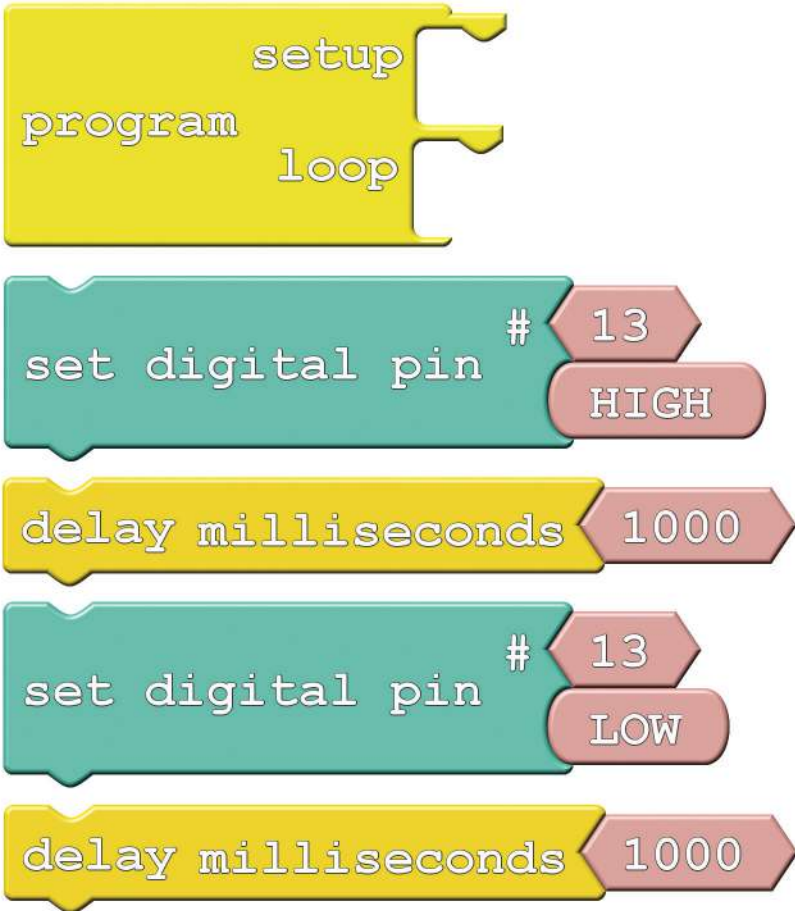 setup
program
loop
# 13
set digital pin
HIGH
delay milliseconds 1000
# 13
set digital pin
LOW
delay milliseconds 1000